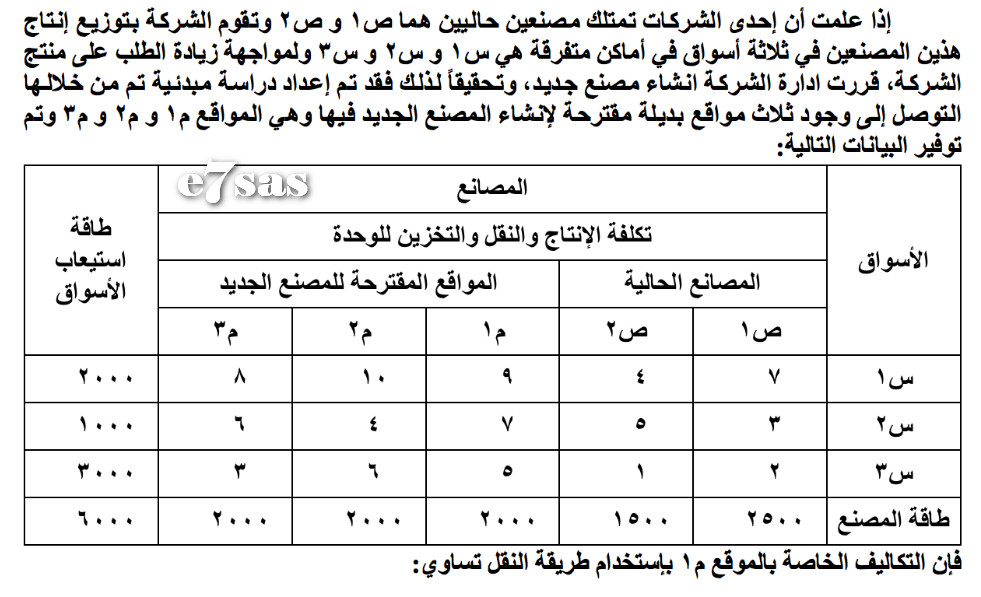 إذا علمت أن إحدى الشركات تمتلك مصنعين حاليين هما ص١ و ص٢ وتقوم الشركة بتوزيع إنتاج
هذين المصنعين في ثلاثة أسواق في أماكن متفرقة هي س١ و س٢ و س٣ ولمواجهة زيادة الطلب على منتج
الشركة، قررت ادارة الشركة انشاء مصنع جديد، وتحقيقاً لذلك فقد تم إعداد دراسة مبدئية تم من خلالها
التوصل إلى وجود ثلاث مواقع بديلة مقترحة لإنشاء المصنع الجديد فيها وهي المواقع م١ و م٢ و م٣ وتم
توفير البيانات التالية:
e7sas
الأسواق المصانع طاقة استيعاب الأسواق
تكلفة الإنتاج والنقل والتخزين للوحدة
المصانع الحالية المواقع المقترحة للمصنع الجديد
ص١ ص٢ م١ م٢ م٣
س١ ٧ ٤ ٩ ١٠ ٨ ٢٠٠٠
س٢ ٣ ٥ ٧ ٤ ٦ ١٠٠٠
س٣ ٢ ١ ٥ ٦ ٣ ٣٠٠٠
طاقة المصنع ٢٥٠٠ ١٥٠٠ ٢٠٠٠ ٢٠٠٠ ٢٠٠٠ ٦٠٠٠
فإن التكاليف الخاصة بالموقع م١ بإستخدام طريقة النقل تساوي: